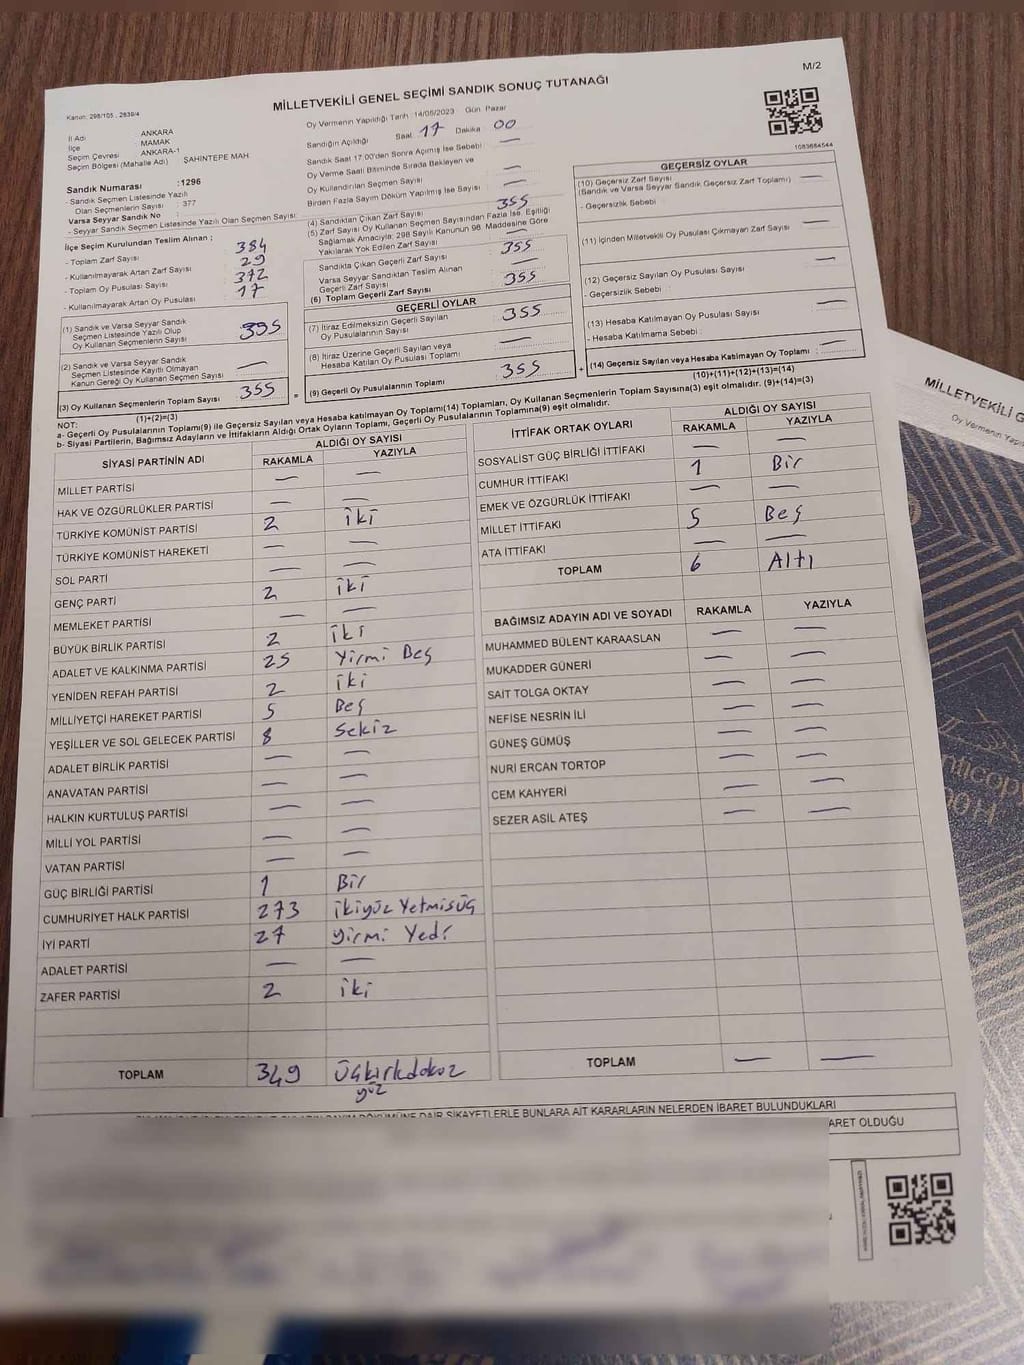 M/2
MİLLETVEKİLİ GENEL SEÇİMİ SANDIK SONUÇ TUTANAĞI
Kanun: 298/105 , 2839/4
Oy Vermenin Yapıldığı Tarih 14/05/2023 Gün Pazar
İl Adı ANKARA
İlçe MAMAK
Seçim Çevresi ANKARA-1
Seçim Bölgesi (Mahalle Adı) ŞAHİNTEPE MAH
Sandık Numarası :1296
- Sandık Seçmen Listesinde Yazılı
Olan Seçmenlerin Sayısı : 377
Varsa Seyyar Sandık No :
- Seyyar Sandık Seçmen Listesinde Yazılı Olan Seçmen Sayısı:
İlçe Seçim Kurulundan Teslim Alınan ;
- Toplam Zarf Sayısı : 384
- Kullanılmayarak Artan Zarf Sayısı : 29
- Toplam Oy Pusulası Sayısı : 372
- Kullanılmayarak Artan Oy Pusulası : 17
(1) Sandık ve Varsa Seyyar Sandık
Seçmen Listesinde Yazılı Olup
Oy Kullanan Seçmenlerin Sayısı : 355
(2) Sandık ve Varsa Seyyar Sandık
Seçmen Listesinde Kayıtlı Olmayan
Kanun Gereği Oy Kullanan Seçmen Sayısı : —
(3) Oy Kullanan Seçmenlerin Toplam Sayısı : 355
(1)+(2)=(3)
Sandığın Açıldığı Saat 17 Dakika 00
Sandık Saat 17.00'den Sonra Açılmış İse Sebebi : —
Oy Verme Saati Bitiminde Sırada Bekleyen ve
Oy Kullandırılan Seçmen Sayısı : —
Birden Fazla Sayım Döküm Yapılmış İse Sayısı : —
(4) Sandıktan Çıkan Zarf Sayısı : 355
(5) Zarf Sayısı Oy Kullanan Seçmen Sayısından Fazla İse, Eşitliği
Sağlamak Amacıyla; 298 Sayılı Kanunun 98. Maddesine Göre
Yakılarak Yok Edilen Zarf Sayısı : —
Sandıkta Çıkan Geçerli Zarf Sayısı : 355
Varsa Seyyar Sandıktan Teslim Alınan
Geçerli Zarf Sayısı : —
(6) Toplam Geçerli Zarf Sayısı : 355
GEÇERLİ OYLAR
(7) İtiraz Edilmeksizin Geçerli Sayılan
Oy Pusulalarının Sayısı : 355
(8) İtiraz Üzerine Geçerli Sayılan veya
Hesaba Katılan Oy Pusulası Toplamı : —
(9) Geçerli Oy Pusulalarının Toplamı : 355
1083684544
GEÇERSİZ OYLAR
(10) Geçersiz Zarf Sayısı
(Sandık ve Varsa Seyyar Sandık Geçersiz Zarf Toplamı) : —
- Geçersizlik Sebebi :
(11) İçinden Milletvekili Oy Pusulası Çıkmayan Zarf Sayısı : —
(12) Geçersiz Sayılan Oy Pusulası Sayısı : —
- Geçersizlik Sebebi :
(13) Hesaba Katılmayan Oy Pusulası Sayısı : —
- Hesaba Katılmama Sebebi :
(14) Geçersiz Sayılan veya Hesaba Katılmayan Oy Toplamı : —
(10)+(11)+(12)+(13)=(14)
NOT:
a- Geçerli Oy Pusulalarının Toplamı(9) ile Geçersiz Sayılan veya Hesaba katılmayan Oy Toplamı(14) Toplamları, Oy Kullanan Seçmenlerin Toplam Sayısına(3) eşit olmalıdır. (9)+(14)=(3)
b- Siyasi Partilerin, Bağımsız Adayların ve İttifakların Aldığı Ortak Oyların Toplamı, Geçerli Oy Pusulalarının Toplamına(9) eşit olmalıdır.
SİYASİ PARTİNİN ADI ALDIĞI OY SAYISI
RAKAMLA YAZIYLA
MİLLET PARTİSİ — —
HAK VE ÖZGÜRLÜKLER PARTİSİ — —
TÜRKİYE KOMÜNİST PARTİSİ 2 iki
TÜRKİYE KOMÜNİST HAREKETİ — —
SOL PARTİ — —
GENÇ PARTİ 2 iki
MEMLEKET PARTİSİ — —
BÜYÜK BİRLİK PARTİSİ 2 iki
ADALET VE KALKINMA PARTİSİ 25 Yirmi Beş
YENİDEN REFAH PARTİSİ 2 iki
MİLLİYETÇİ HAREKET PARTİSİ 5 Beş
YEŞİLLER VE SOL GELECEK PARTİSİ 8 Sekiz
ADALET BİRLİK PARTİSİ — —
ANAVATAN PARTİSİ — —
HALKIN KURTULUŞ PARTİSİ — —
MİLLİ YOL PARTİSİ — —
VATAN PARTİSİ — —
GÜÇ BİRLİĞİ PARTİSİ 1 Bir
CUMHURİYET HALK PARTİSİ 273 ikiyüz Yetmisüç
İYİ PARTİ 27 yirmi Yedi
ADALET PARTİSİ — —
ZAFER PARTİSİ 2 iki
TOPLAM 349 Üçkırkdokuz
yüz
İTTİFAK ORTAK OYLARI ALDIĞI OY SAYISI
RAKAMLA YAZIYLA
SOSYALİST GÜÇ BİRLİĞİ İTTİFAKI — —
CUMHUR İTTİFAKI 1 Bir
EMEK VE ÖZGÜRLÜK İTTİFAKI — —
MİLLET İTTİFAKI 5 Beş
ATA İTTİFAKI — —
TOPLAM 6 Altı
BAĞIMSIZ ADAYIN ADI VE SOYADI RAKAMLA YAZIYLA
MUHAMMED BÜLENT KARAASLAN — —
MUKADDER GÜNERİ — —
SAİT TOLGA OKTAY — —
NEFİSE NESRİN İLİ — —
GÜNEŞ GÜMÜŞ — —
NURİ ERCAN TORTOP — —
CEM KAHYERİ — —
SEZER ASİL ATEŞ — —
TOPLAM — —
DÖKÜMÜNE DAİR ŞİKAYETLERLE BUNLARA AİT KARARLARIN NELERDEN İBARET BULUNDUKLARI
ARET OLDUĞU
MİLLETVEKİLİ G
Oy Vermenin Yapı